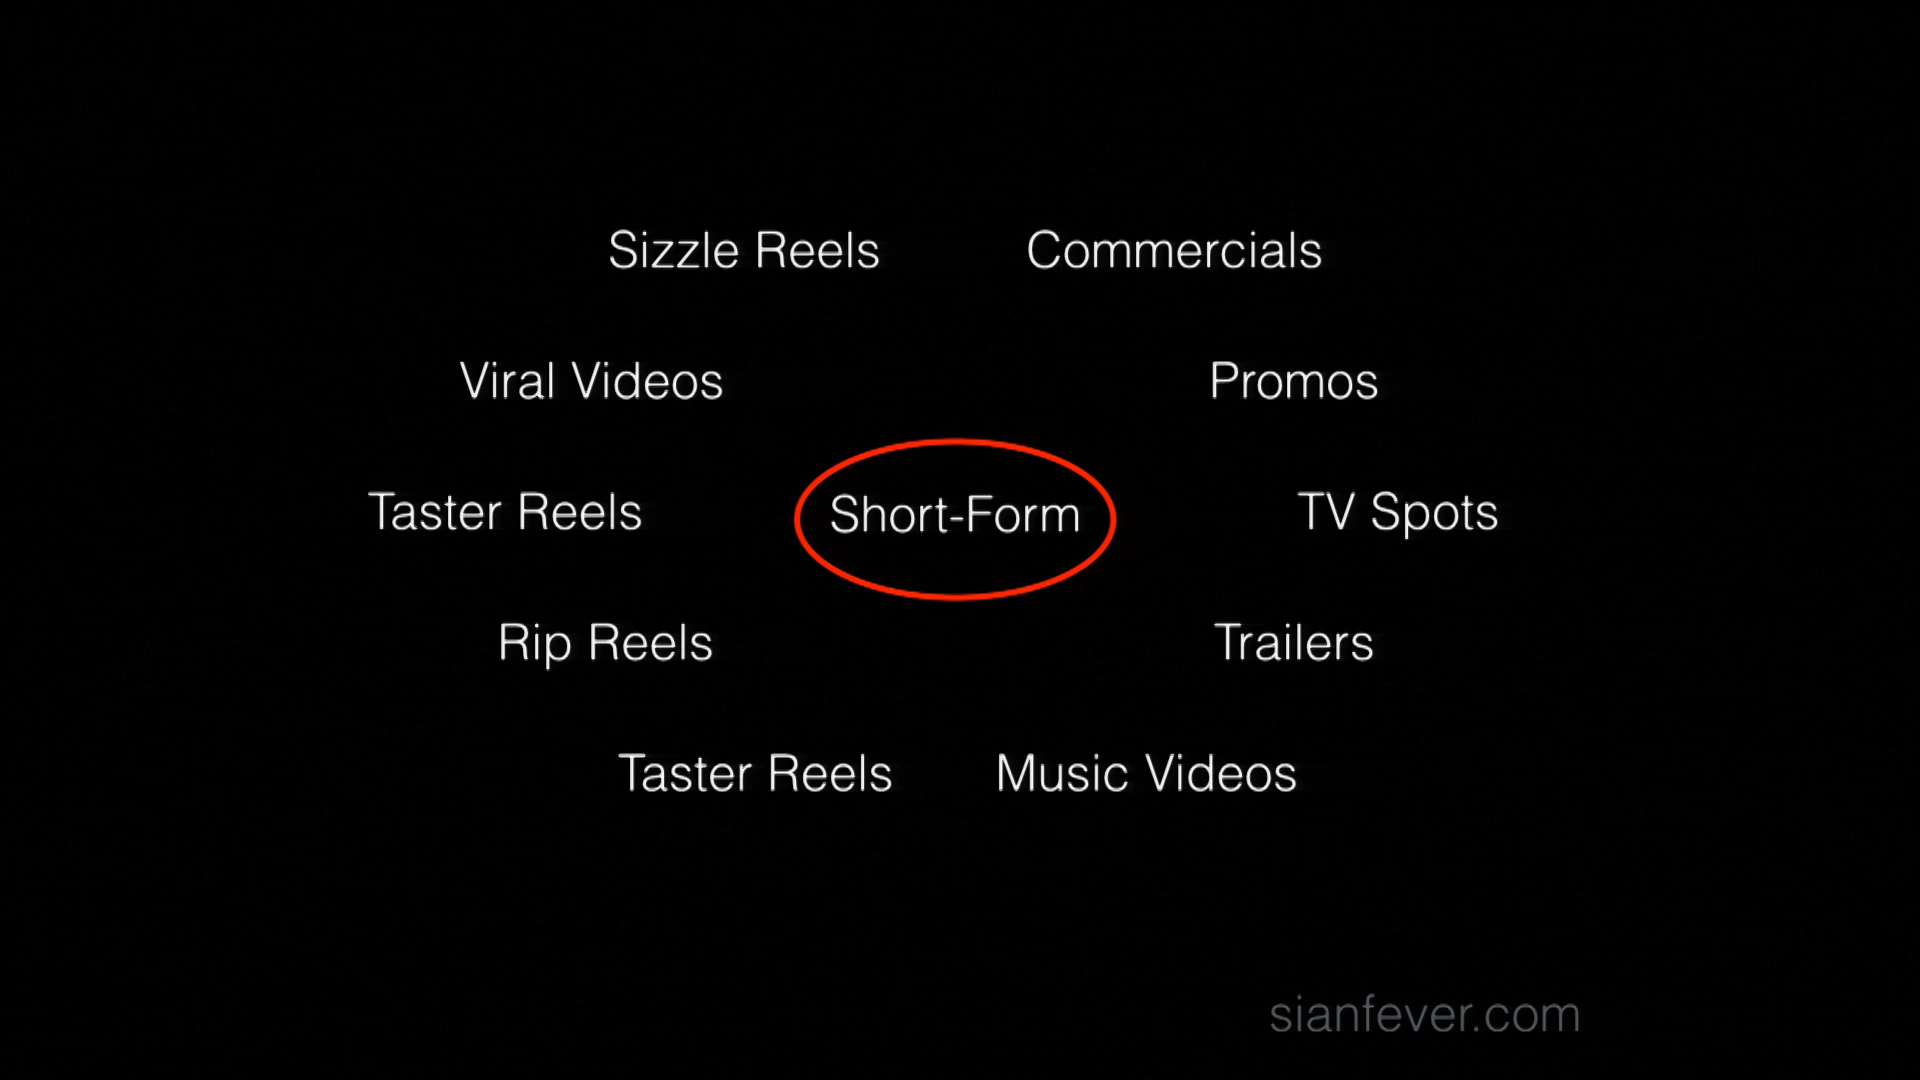 Sizzle Reels
Commercials
Viral Videos
Promos
Taster Reels
Short-Form
TV Spots
Rip Reels
Trailers
Taster Reels
Music Videos
sianfever.com